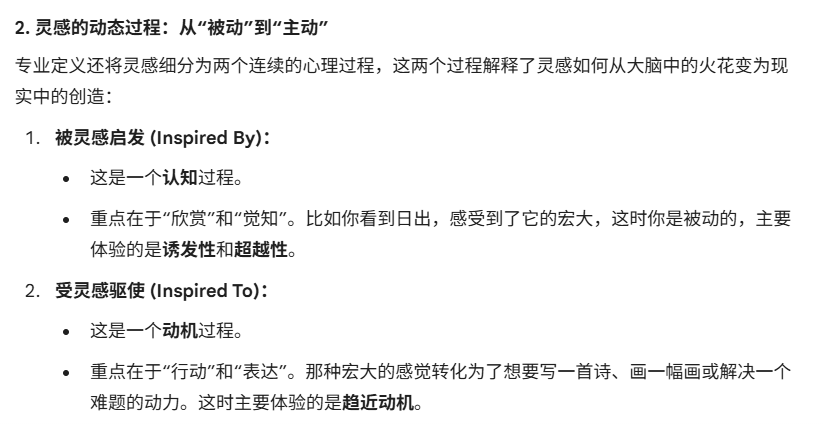 2. 灵感的动态过程：从“被动”到“主动”
专业定义还将灵感细分为两个连续的心理过程，这两个过程解释了灵感如何从大脑中的火花变为现
实中的创造：
1. 被灵感启发 (Inspired By)：
• 这是一个认知过程。
• 重点在于“欣赏”和“觉知”。比如你看到日出，感受到了它的宏大，这时你是被动的，主要
体验的是诱发性和超越性。
2. 受灵感驱使 (Inspired To)：
• 这是一个动机过程。
• 重点在于“行动”和“表达”。那种宏大的感觉转化为了想要写一首诗、画一幅画或解决一个
难题的动力。这时主要体验的是趋近动机。